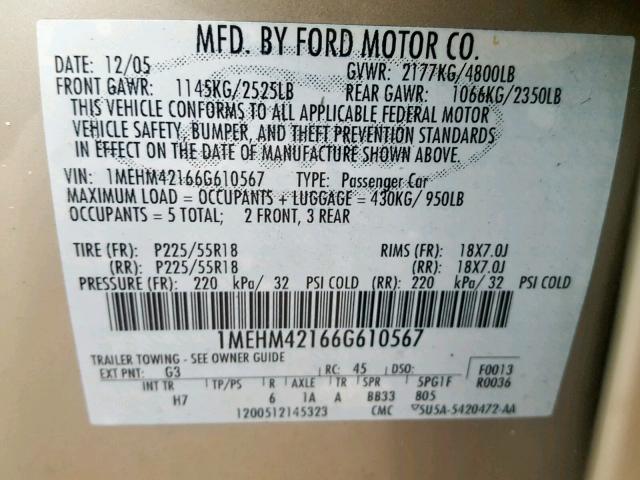 MFD. BY FORD MOTOR CO.
DATE: 12/05 GVWR: 2177KG/4800LB
FRONT GAWR: 1145KG/2525LB REAR GAWR: 1066KG/2350LB
THIS VEHICLE CONFORMS TO ALL APPLICABLE FEDERAL MOTOR
VEHICLE SAFETY, BUMPER, AND THEFT PREVENTION STANDARDS
IN EFFECT ON THE DATE OF MANUFACTURE SHOWN ABOVE.
VIN: 1MEHM42166G610567 TYPE: Passenger Car
MAXIMUM LOAD = OCCUPANTS + LUGGAGE = 430KG/950LB
OCCUPANTS = 5 TOTAL; 2 FRONT, 3 REAR
TIRE (FR): P225/55R18 RIMS (FR): 18X7.0J
(RR): P225/55R18 (RR): 18X7.0J
PRESSURE (FR): 220 kPa/ 32 PSI COLD (RR): 220 kPa/ 32 PSI COLD
1MEHM42166G610567
TRAILER TOWING - SEE OWNER GUIDE
EXT PNT: G3 RC: 45 DSO: F0013
INT TR TP/PS R AXLE TR SPR 5PG1F R0036
H7 6 1A A BB33 805
1200512145323 CMC 5U5A-5420472-AA